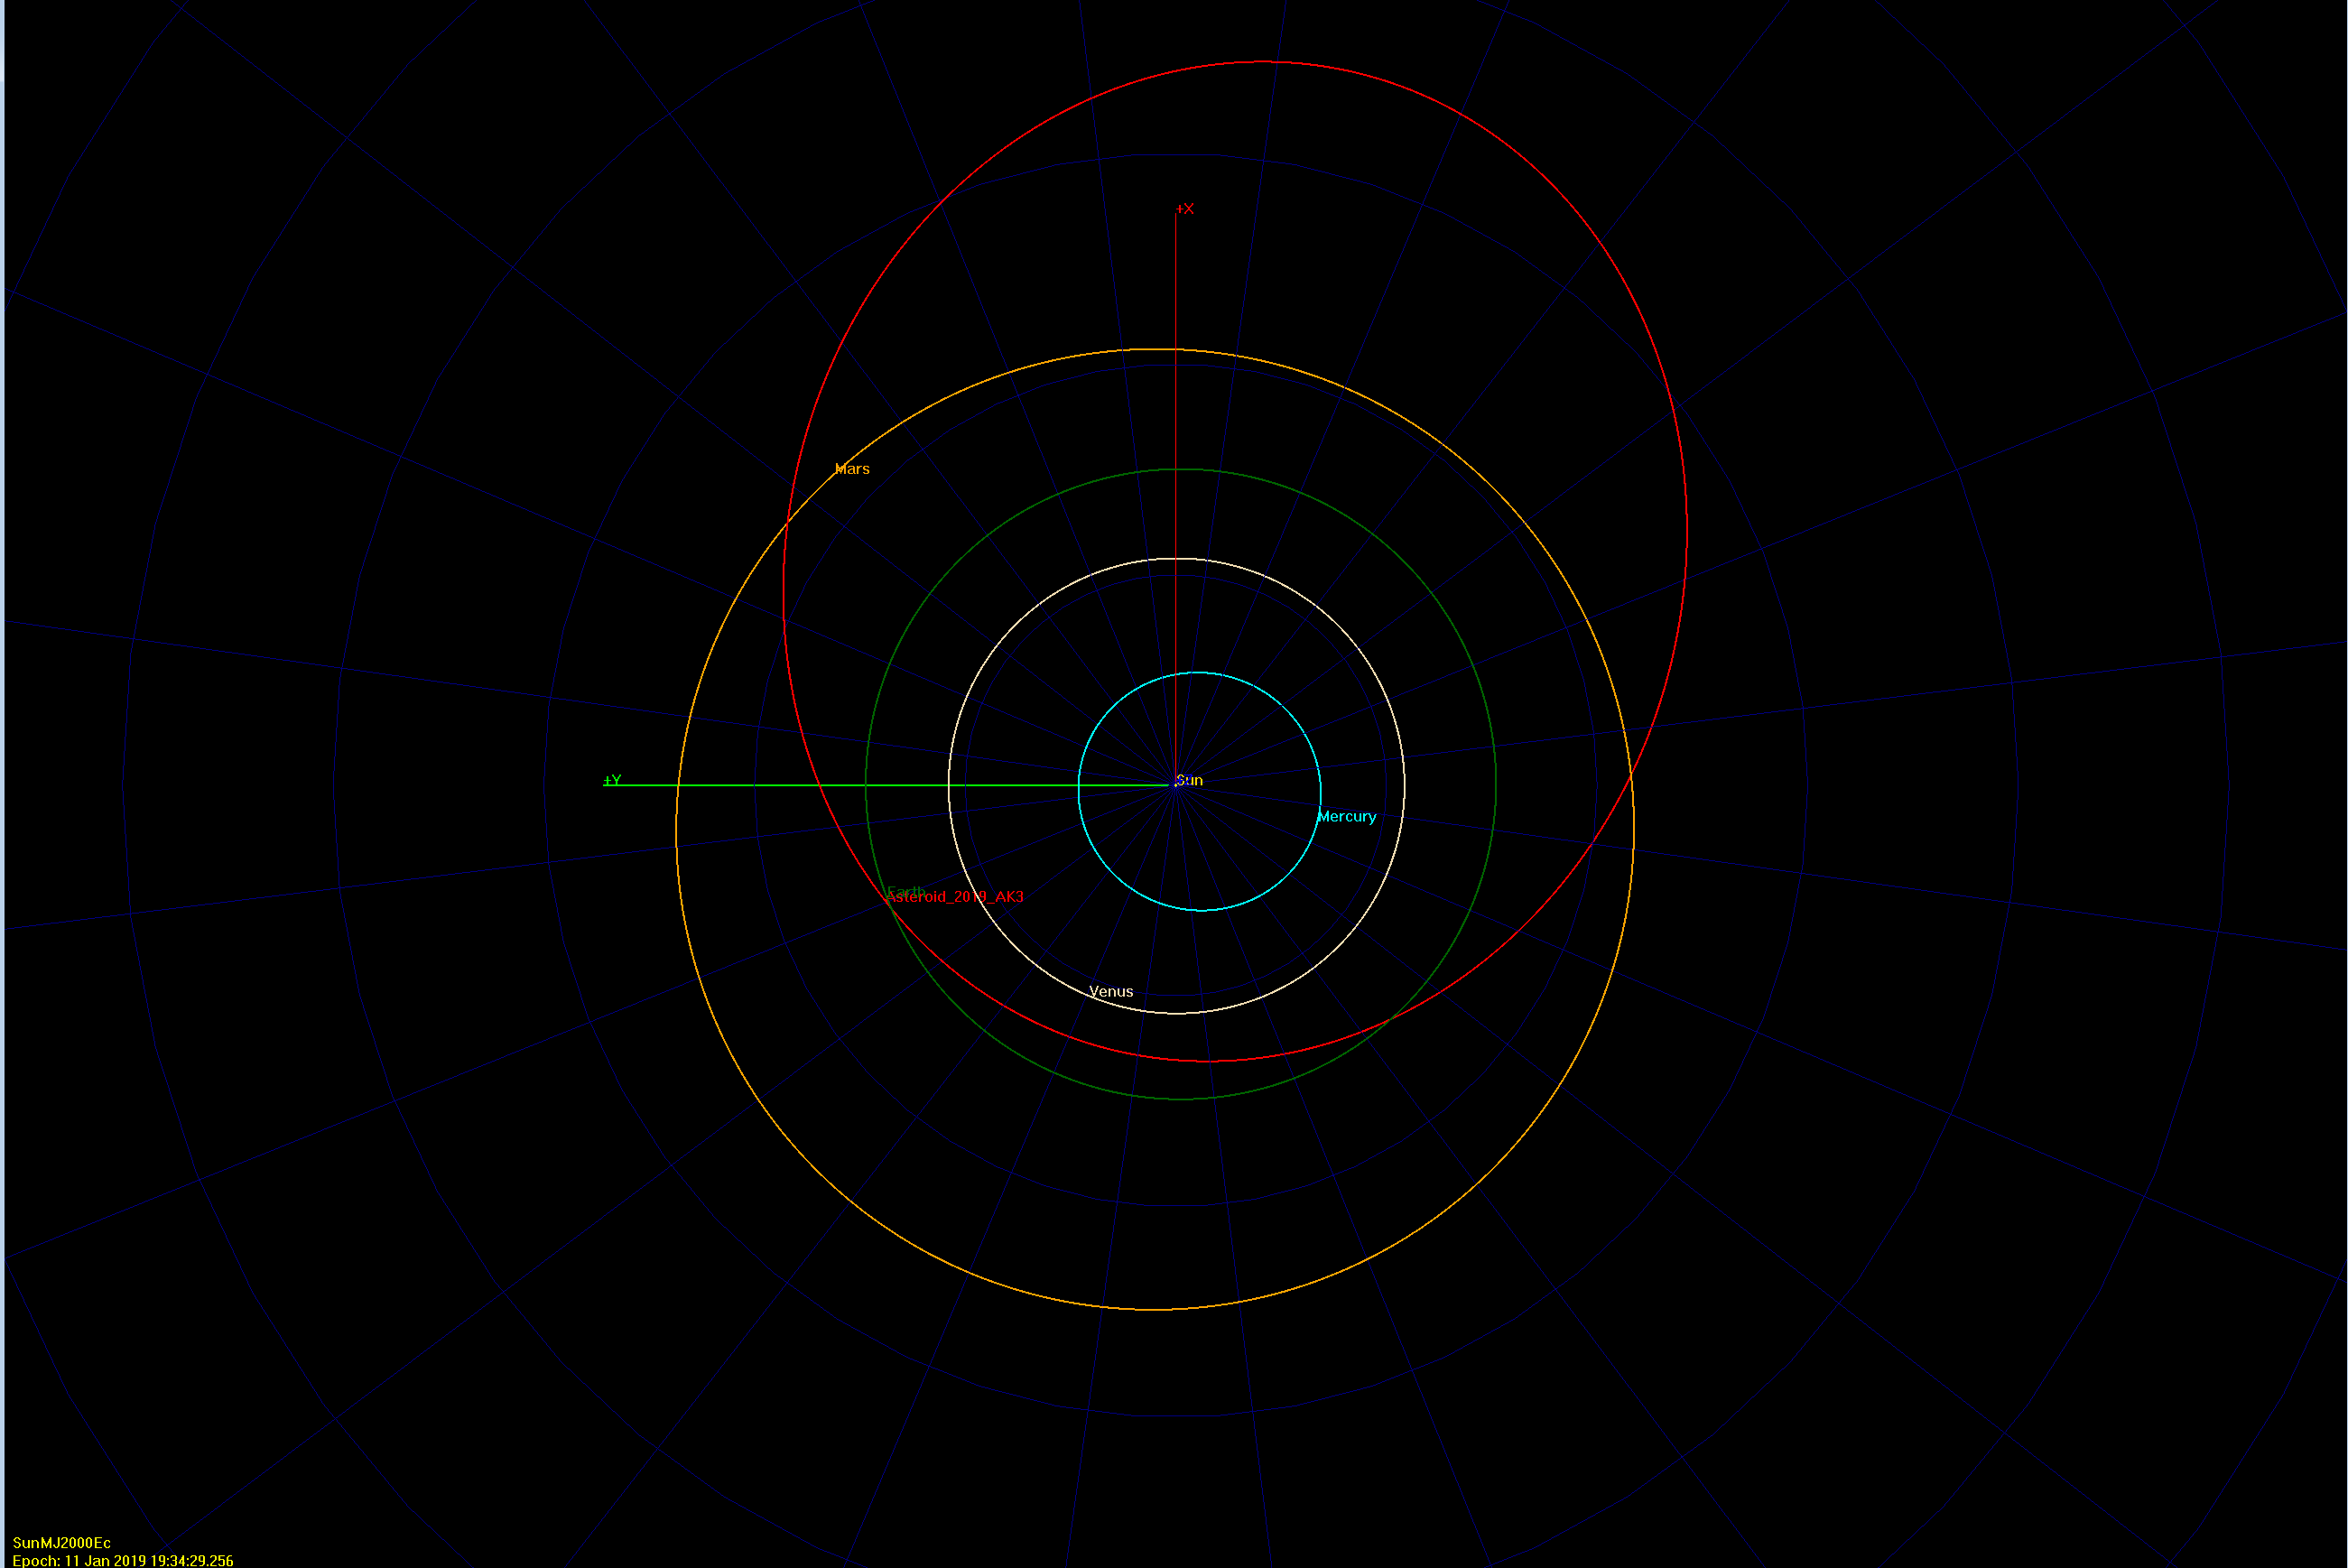 +X
Mars
+Y
Sun
Mercury
Earth
Asteroid_2019_AK3
Venus
SunMJ2000Ec
Epoch: 11 Jan 2019 19:34:29.256